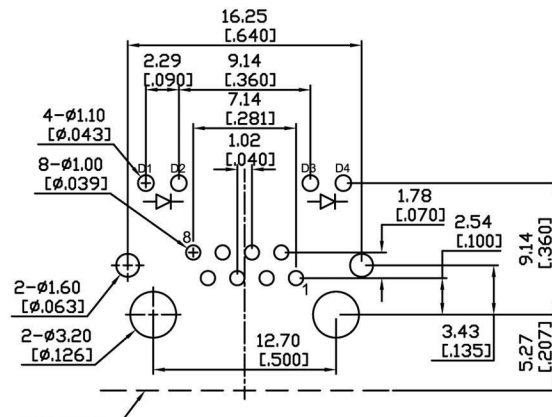 16.25
[.640]
2.29
[.090]
9.14
[.360]
7.14
[.281]
4-ø1.10
[ø.043]
1.02
[.040]
D1
D2
D3
D4
8-ø1.00
[ø.039]
1.78
[.070]
2.54
[.100]
9.14
[.360]
8
1
2-ø1.60
[ø.063]
2-ø3.20
[ø.126]
12.70
[.500]
3.43
[.135]
5.27
[.207]